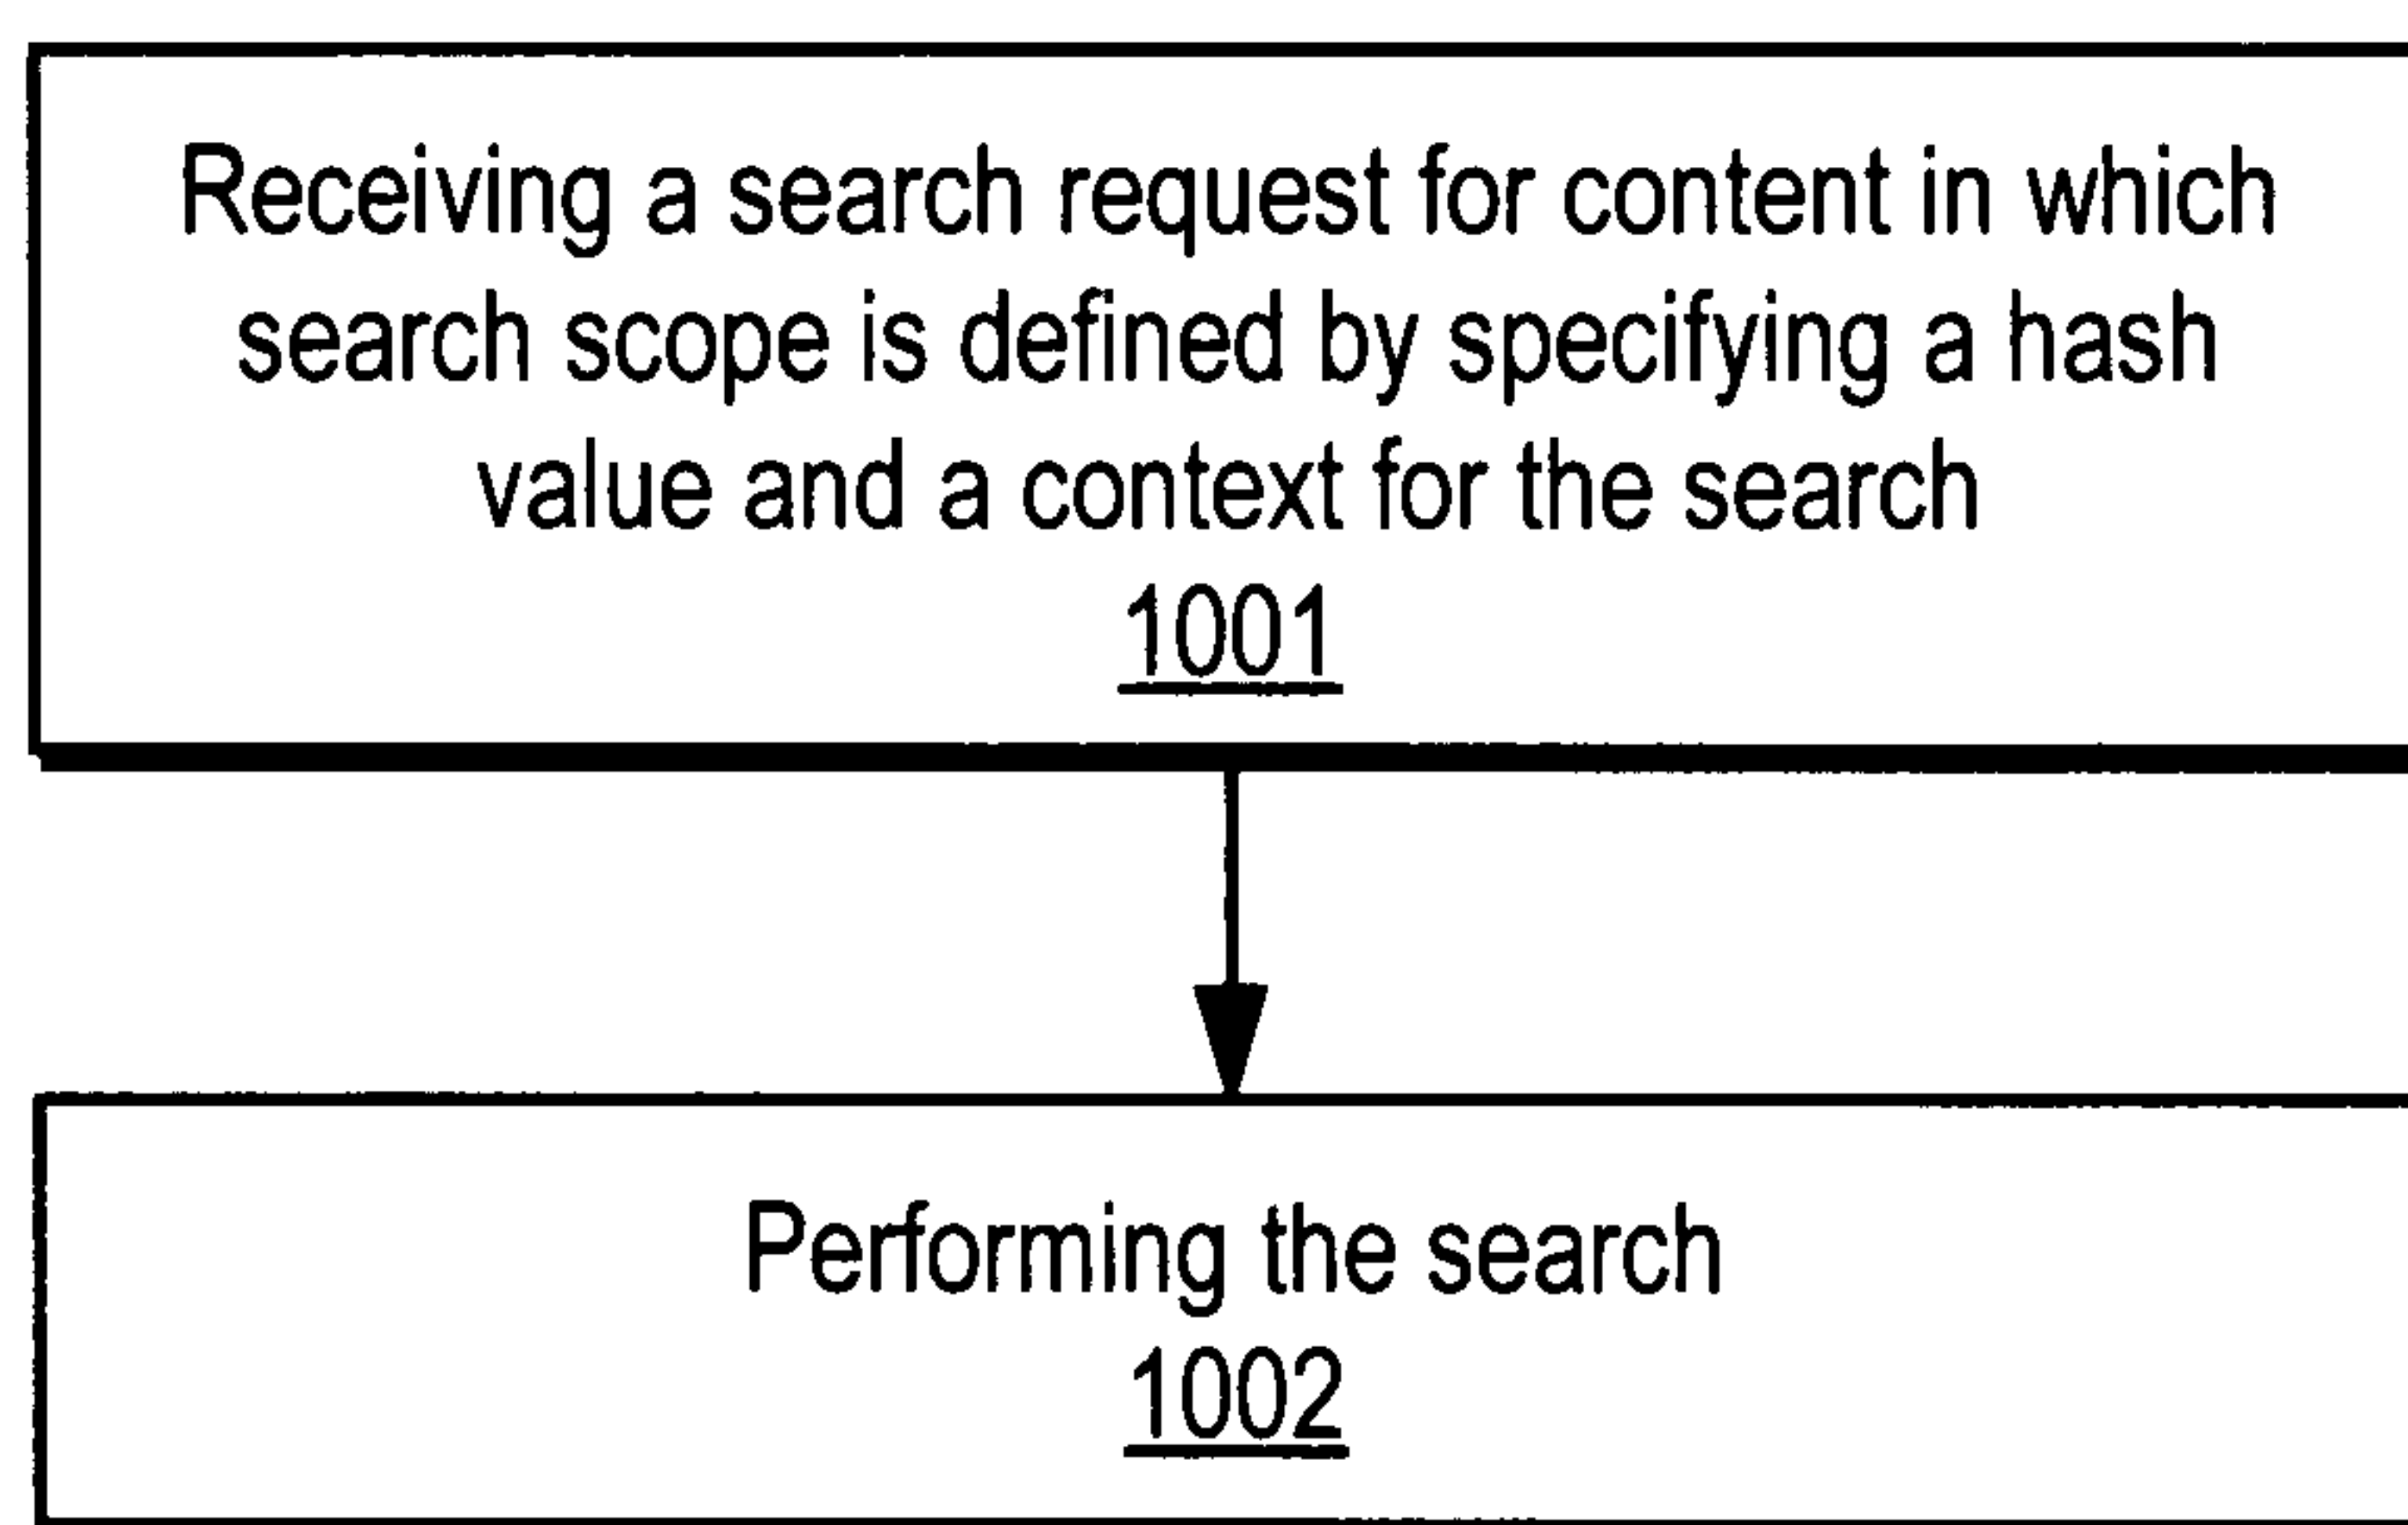 Receiving a search request for content in which
search scope is defined by specifying a hash
value and a context for the search
1001
Performing the search
1002